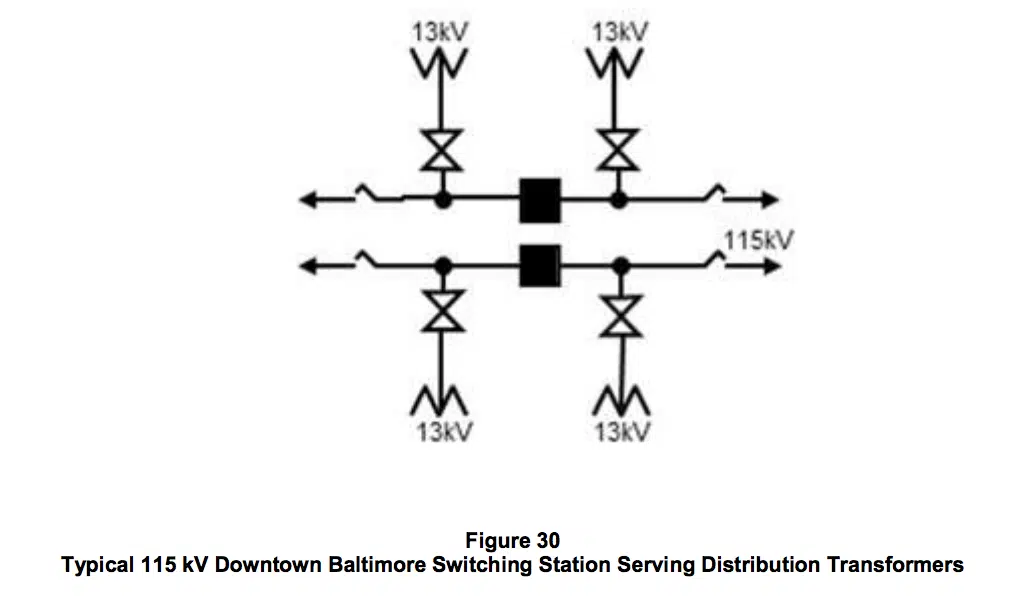 13kV 13kV
115kV
13kV 13kV
Figure 30
Typical 115 kV Downtown Baltimore Switching Station Serving Distribution Transformers